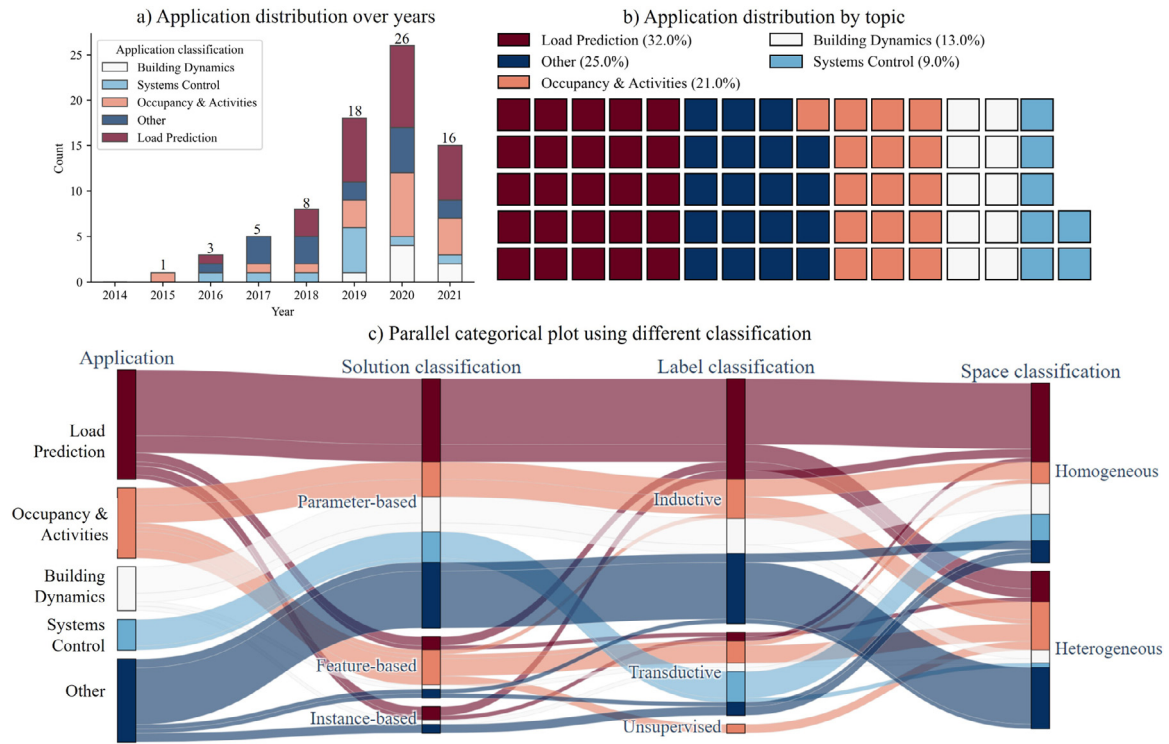 a) Application distribution over years
Application classification
Building Dynamics
Systems Control
Occupancy & Activities
Other
Load Prediction
Count
25
20
15
10
5
0
1
3
5
8
18
26
16
2014 2015 2016 2017 2018 2019 2020 2021
Year
b) Application distribution by topic
Load Prediction (32.0%)
Other (25.0%)
Occupancy & Activities (21.0%)
Building Dynamics (13.0%)
Systems Control (9.0%)
c) Parallel categorical plot using different classification
Application
Solution classification
Label classification
Space classification
Load
Prediction
Occupancy &
Activities
Building
Dynamics
Systems
Control
Other
Parameter-based
Feature-based
Instance-based
Inductive
Transductive
Unsupervised
Homogeneous
Heterogeneous